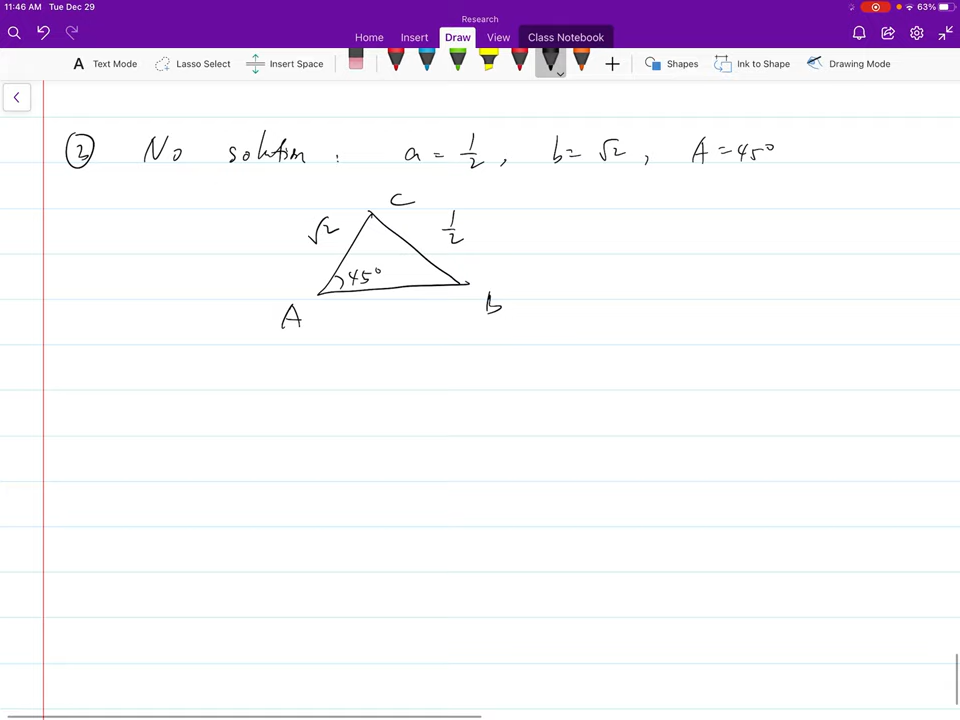 11:46 AM Tue Dec 29
63%
Research
Home Insert Draw View Class Notebook
Text Mode Lasso Select Insert Space Shapes Ink to Shape Drawing Mode
② No solution : a = 1/2 , b = √2 , A = 45°
C
√2 1/2
45°
A B